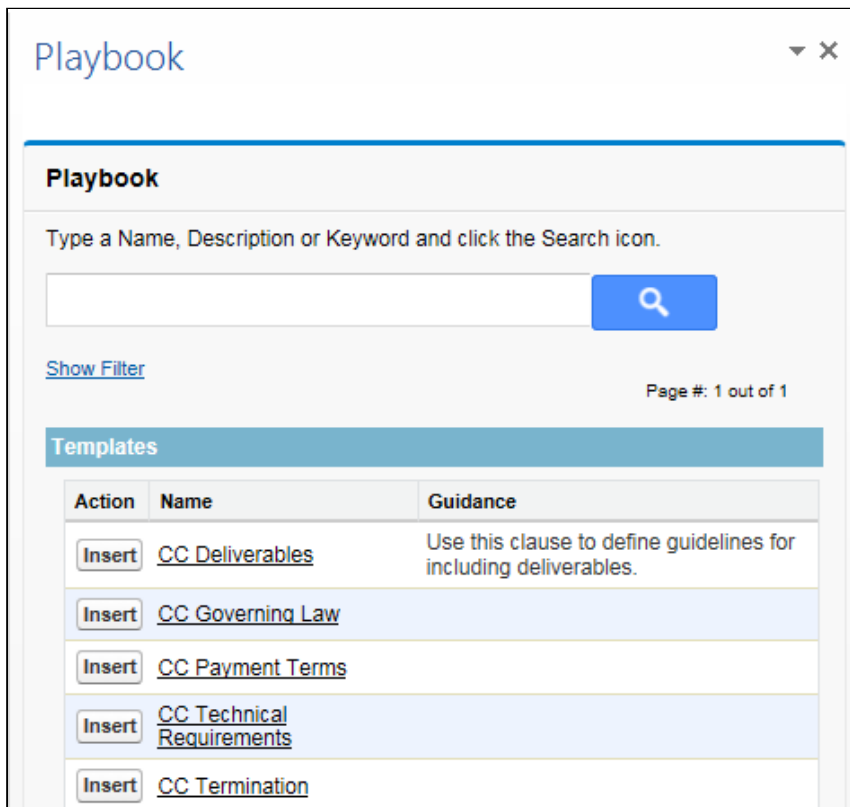 Playbook
Playbook
Type a Name, Description or Keyword and click the Search icon.
Show Filter
Page #: 1 out of 1
Templates
Action Name Guidance
Insert CC Deliverables Use this clause to define guidelines for
including deliverables.
Insert CC Governing Law
Insert CC Payment Terms
Insert CC Technical
Requirements
Insert CC Termination